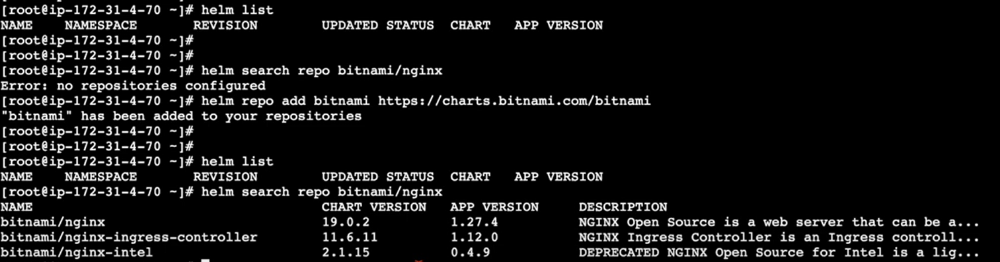 [root@ip-172-31-4-70 ~]# helm list
NAME NAMESPACE REVISION UPDATED STATUS CHART APP VERSION
[root@ip-172-31-4-70 ~]#
[root@ip-172-31-4-70 ~]#
[root@ip-172-31-4-70 ~]# helm search repo bitnami/nginx
Error: no repositories configured
[root@ip-172-31-4-70 ~]# helm repo add bitnami https://charts.bitnami.com/bitnami
"bitnami" has been added to your repositories
[root@ip-172-31-4-70 ~]#
[root@ip-172-31-4-70 ~]#
[root@ip-172-31-4-70 ~]# helm list
NAME NAMESPACE REVISION UPDATED STATUS CHART APP VERSION
[root@ip-172-31-4-70 ~]# helm search repo bitnami/nginx
NAME CHART VERSION APP VERSION DESCRIPTION
bitnami/nginx 19.0.2 1.27.4 NGINX Open Source is a web server that can be a...
bitnami/nginx-ingress-controller 11.6.11 1.12.0 NGINX Ingress Controller is an Ingress controll...
bitnami/nginx-intel 2.1.15 0.4.9 DEPRECATED NGINX Open Source for Intel is a lig...